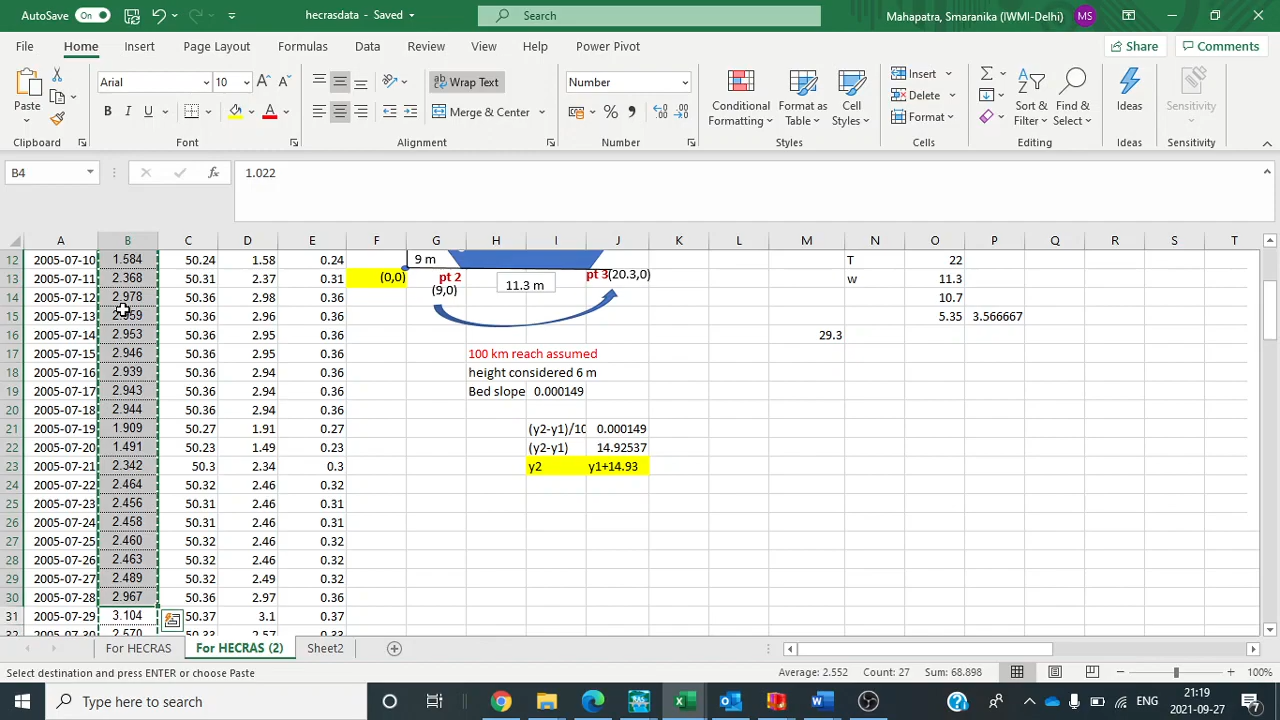 AutoSave On hecrasdata - Saved Search Mahapatra, Smaranika (IWMI-Delhi) MS
File Home Insert Page Layout Formulas Data Review View Help Power Pivot Share Comments
Arial 10 Wrap Text Number Insert
Paste Merge & Center Conditional Formatting Format as Table Cell Styles Delete Format Sort & Filter Find & Select Ideas Sensitivity
Clipboard Font Alignment Number Styles Cells Editing Ideas Sensitivity
B4 fx 1.022
A B C D E F G H I J K L M N O P Q R S T
12 2005-07-10 1.584 50.24 1.58 0.24 9 m T 22
13 2005-07-11 2.368 50.31 2.37 0.31 (0,0) pt 2 pt 3 (20.3,0) w 11.3
14 2005-07-12 2.978 50.36 2.98 0.36 (9,0) 11.3 m 10.7
15 2005-07-13 50.36 2.96 0.36 5.35 3.566667
16 2005-07-14 2.953 50.36 2.95 0.36 29.3
17 2005-07-15 2.946 50.36 2.95 0.36 100 km reach assumed
18 2005-07-16 2.939 50.36 2.94 0.36 height considered 6 m
19 2005-07-17 2.943 50.36 2.94 0.36 Bed slope 0.000149
20 2005-07-18 2.944 50.36 2.94 0.36
21 2005-07-19 1.909 50.27 1.91 0.27 (y2-y1)/10 0.000149
22 2005-07-20 1.491 50.23 1.49 0.23 (y2-y1) 14.92537
23 2005-07-21 2.342 50.3 2.34 0.3 y2 y1+14.93
24 2005-07-22 2.464 50.32 2.46 0.32
25 2005-07-23 2.456 50.31 2.46 0.31
26 2005-07-24 2.458 50.31 2.46 0.31
27 2005-07-25 2.460 50.32 2.46 0.32
28 2005-07-26 2.463 50.32 2.46 0.32
29 2005-07-27 2.489 50.32 2.49 0.32
30 2005-07-28 2.967 50.36 2.97 0.36
31 2005-07-29 3.104 50.37 3.1 0.37
32 2005-07-30 2.570 50.33 2.57 0.33
For HECRAS For HECRAS (2) Sheet2
Select destination and press ENTER or choose Paste Average: 2.552 Count: 27 Sum: 68.898 100%
Type here to search ENG 21:19
2021-09-27